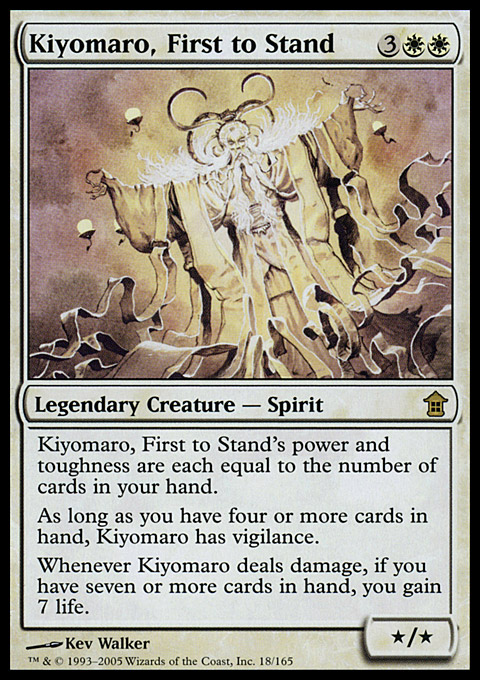 Kiyomaro, First to Stand 3
Legendary Creature — Spirit
Kiyomaro, First to Stand's power and
toughness are each equal to the number of
cards in your hand.
As long as you have four or more cards in
hand, Kiyomaro has vigilance.
Whenever Kiyomaro deals damage, if you
have seven or more cards in hand, you gain
7 life.
Kev Walker
★/★
™ & © 1993–2005 Wizards of the Coast, Inc. 18/165